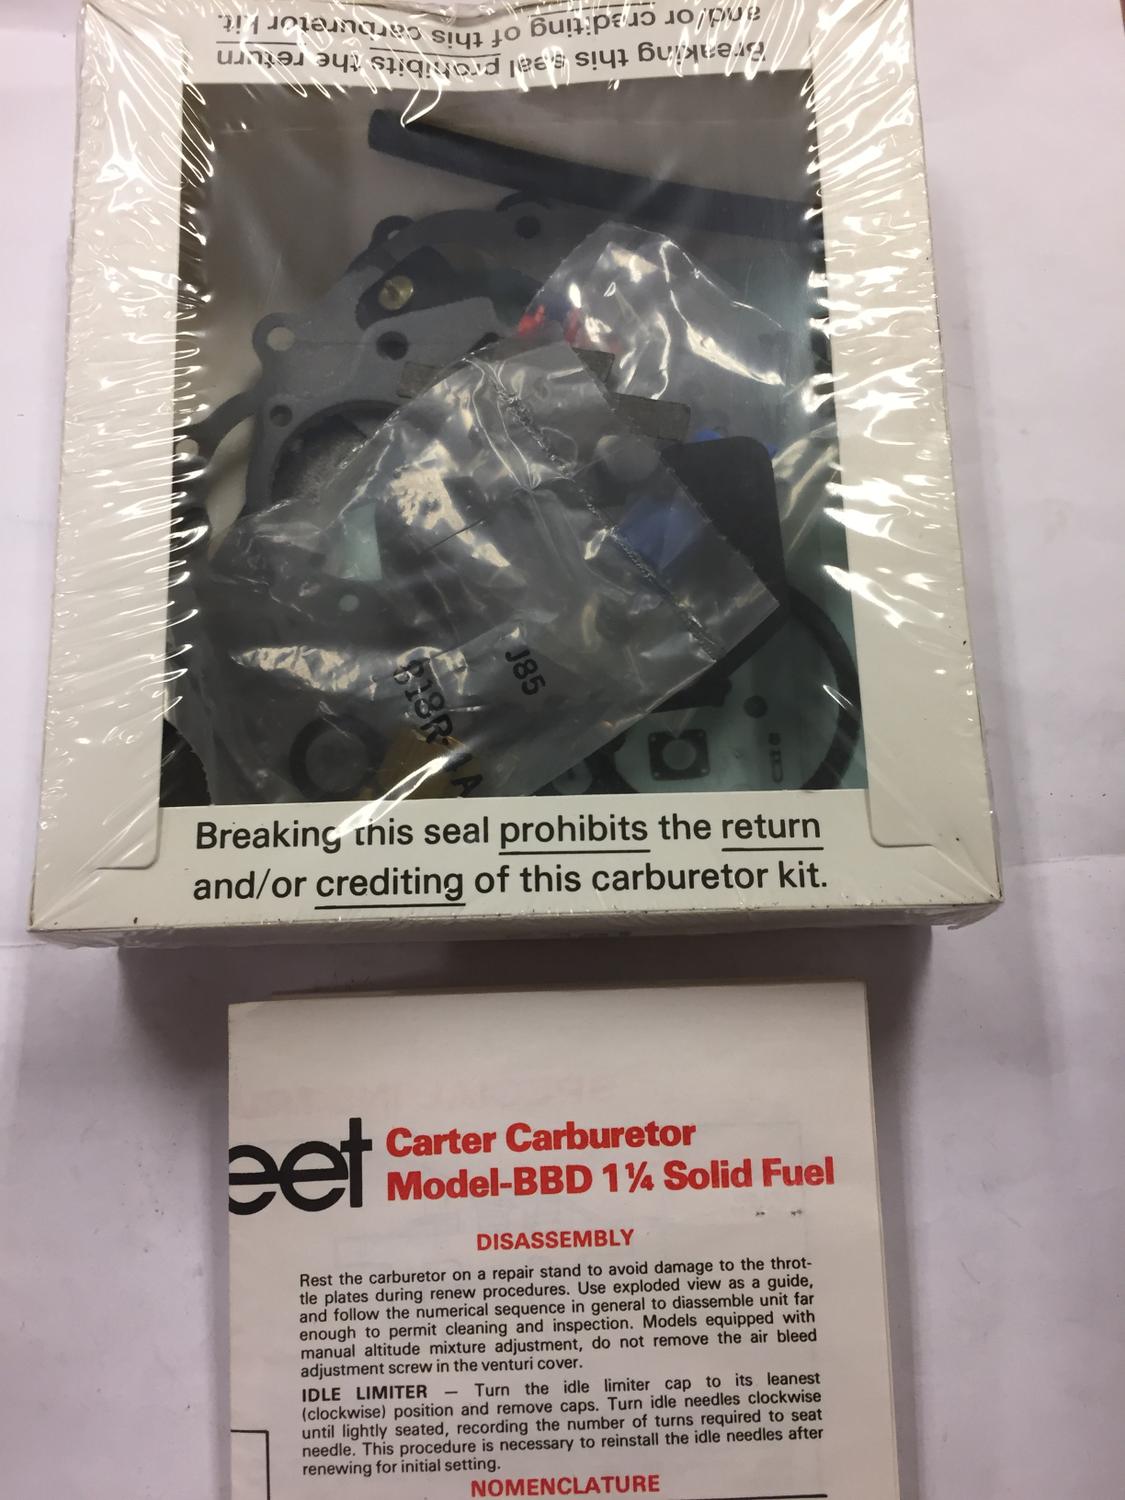 Breaking this seal prohibits the return
and/or crediting of this carburetor kit.
J85
818R-4A
Breaking this seal prohibits the return
and/or crediting of this carburetor kit.
eet
Carter Carburetor
Model-BBD 1¼ Solid Fuel
DISASSEMBLY
Rest the carburetor on a repair stand to avoid damage to the throt-
tle plates during renew procedures. Use exploded view as a guide,
and follow the numerical sequence in general to diassemble unit far
enough to permit cleaning and inspection. Models equipped with
manual altitude mixture adjustment, do not remove the air bleed
adjustment screw in the venturi cover.
IDLE LIMITER — Turn the idle limiter cap to its leanest
(clockwise) position and remove caps. Turn idle needles clockwise
until lightly seated, recording the number of turns required to seat
needle. This procedure is necessary to reinstall the idle needles after
renewing for initial setting.
NOMENCLATURE